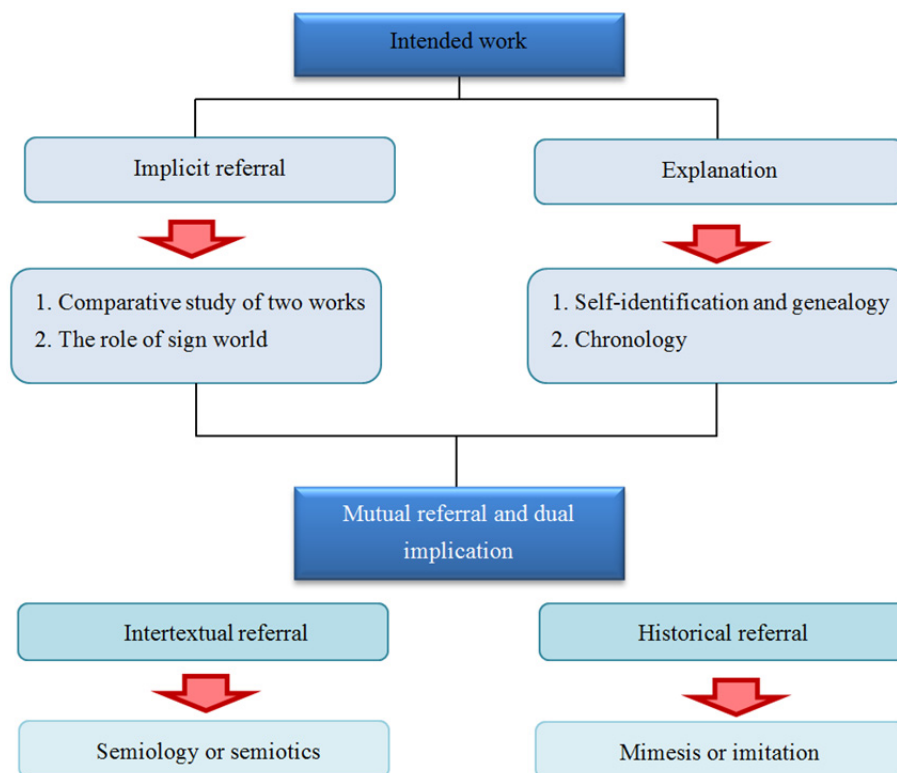 Intended work
Implicit referral
Explanation
1. Comparative study of two works
2. The role of sign world
1. Self-identification and genealogy
2. Chronology
Mutual referral and dual
implication
Intertextual referral
Historical referral
Semiology or semiotics
Mimesis or imitation